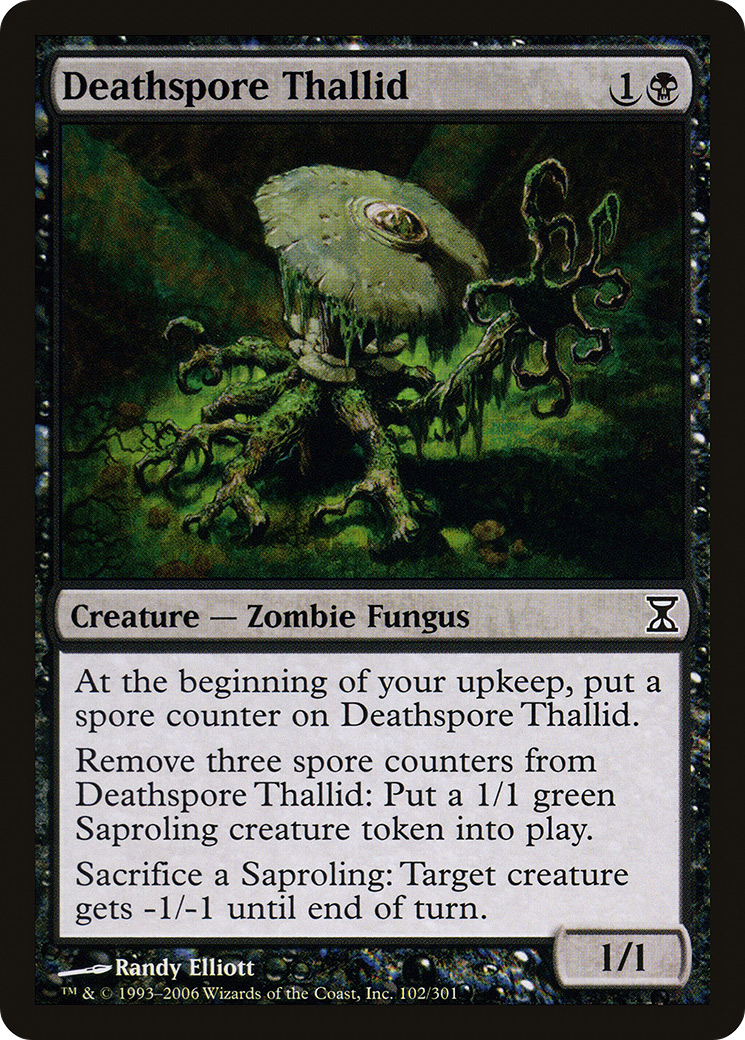 Deathspore Thallid 1
Creature — Zombie Fungus
At the beginning of your upkeep, put a
spore counter on Deathspore Thallid.
Remove three spore counters from
Deathspore Thallid: Put a 1/1 green
Saproling creature token into play.
Sacrifice a Saproling: Target creature
gets -1/-1 until end of turn.
1/1
Randy Elliott
™ & © 1993–2006 Wizards of the Coast, Inc. 102/301